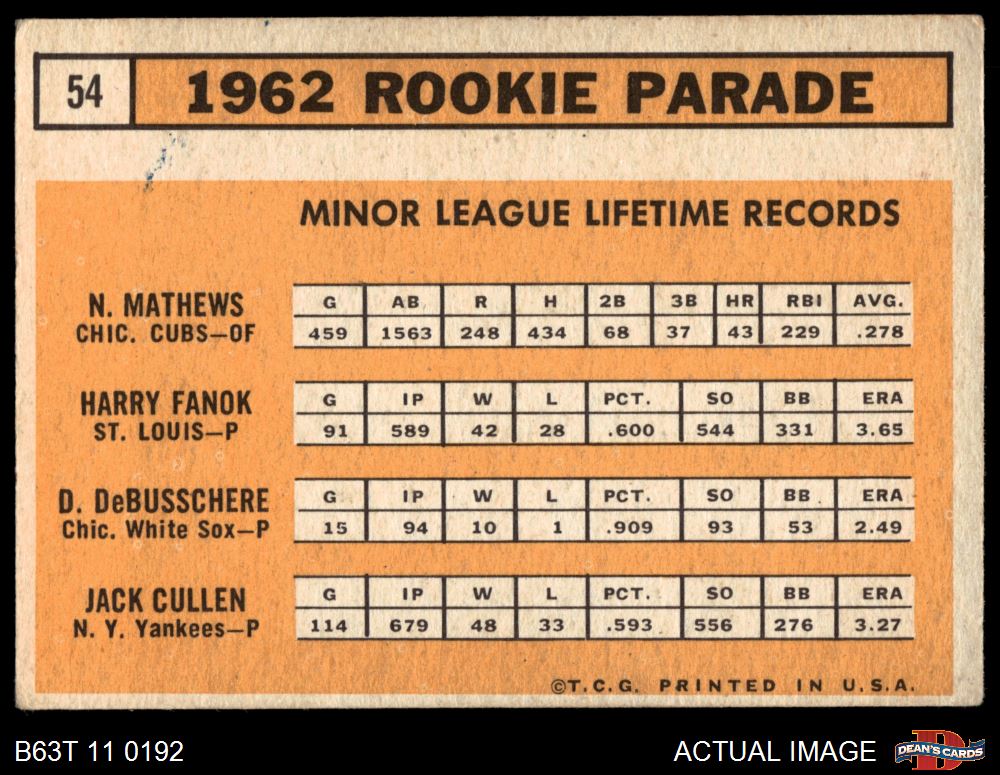 54 1962 ROOKIE PARADE
MINOR LEAGUE LIFETIME RECORDS
N. MATHEWS
CHIC. CUBS—OF
G AB R H 2B 3B HR RBI AVG.
459 1563 248 434 68 37 43 229 .278
HARRY FANOK
ST. LOUIS—P
G IP W L PCT. SO BB ERA
91 589 42 28 .600 544 331 3.65
D. DeBUSSCHERE
Chic. White Sox—P
G IP W L PCT. SO BB ERA
15 94 10 1 .909 93 53 2.49
JACK CULLEN
N. Y. Yankees—P
G IP W L PCT. SO BB ERA
114 679 48 33 .593 556 276 3.27
©T.C.G. PRINTED IN U.S.A.
B63T 11 0192
ACTUAL IMAGE
DEAN'S CARDS